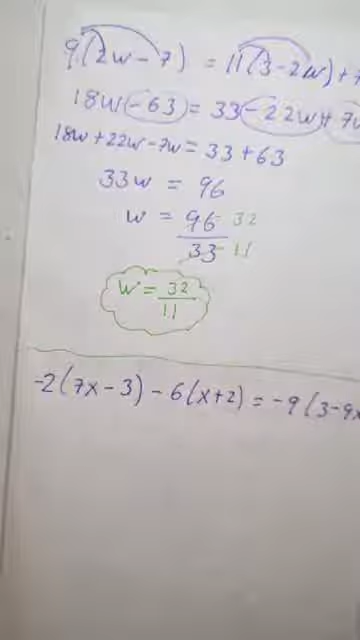 9(2w-7) = 11(3-2w)+7
18w-63 = 33-22w+7w
18w+22w-7w=33+63
33w = 96
w = 96 32
33 11
W = 32
11
-2(7x-3)-6(x+2)=-9(3-9x